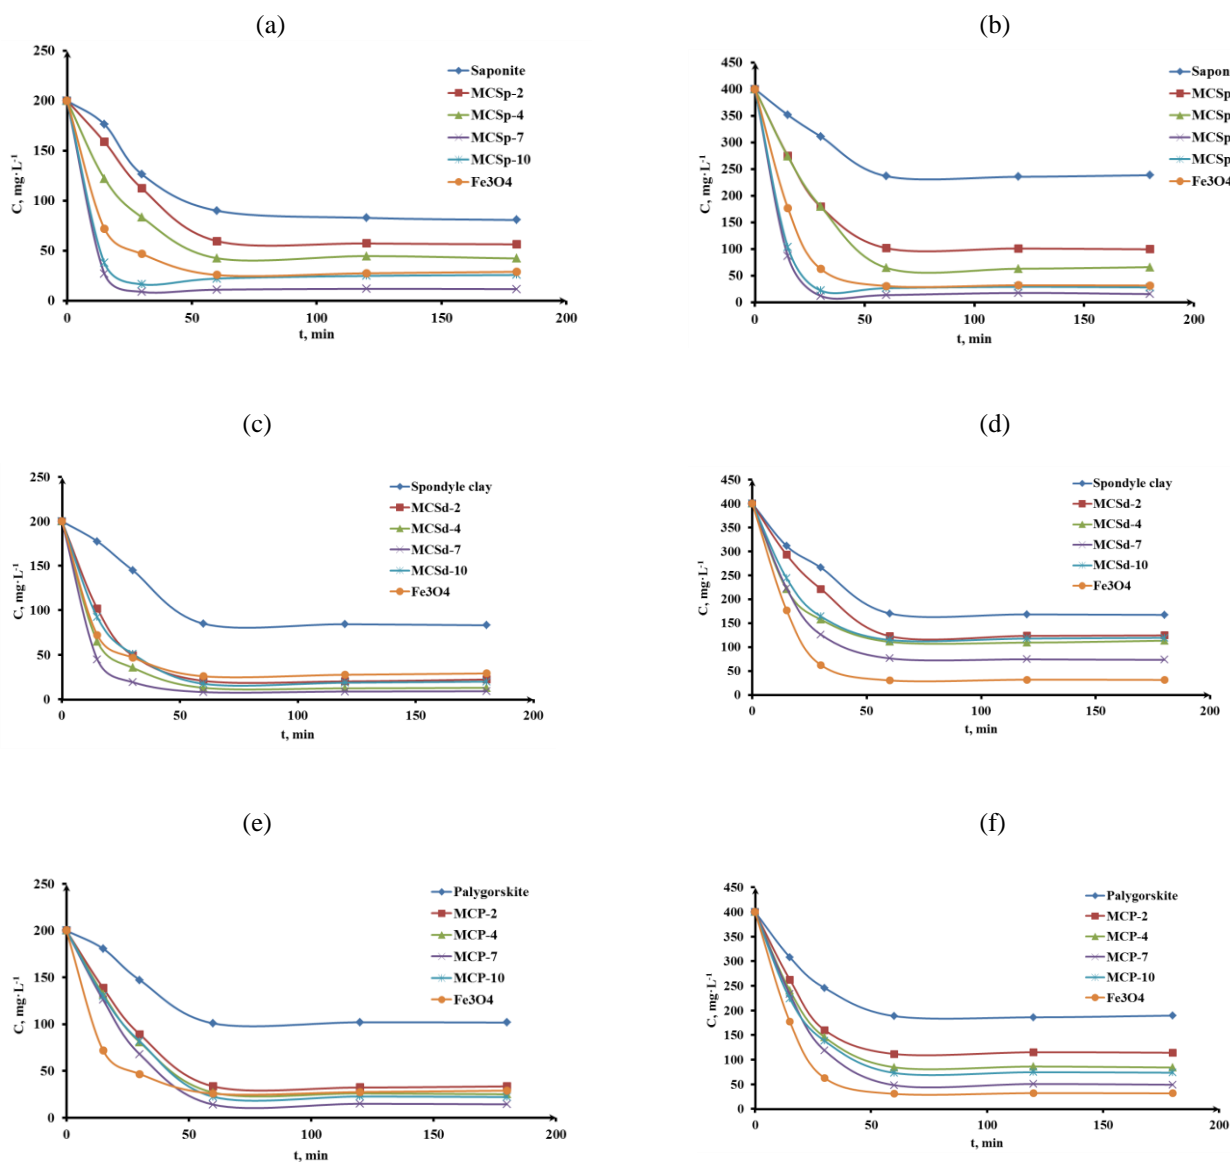 (a)
250
200
150
100
50
0
C, mg·L⁻¹
0 50 100 150 200
t, min
Saponite
MCSp-2
MCSp-4
MCSp-7
MCSp-10
Fe3O4
(b)
450
400
350
300
250
200
150
100
50
0
C, mg·L⁻¹
0 50 100 150 200
t, min
Sapon
MCSp
MCSp
MCSp
MCSp
Fe3O4
(c)
250
200
150
100
50
0
C, mg·L⁻¹
0 50 100 150 200
t, min
Spondyle clay
MCSd-2
MCSd-4
MCSd-7
MCSd-10
Fe3O4
(d)
450
400
350
300
250
200
150
100
50
0
C, mg·L⁻¹
0 50 100 150 200
t, min
Spondyle clay
MCSd-2
MCSd-4
MCSd-7
MCSd-10
Fe3O4
(e)
250
200
150
100
50
0
C, mg·L⁻¹
0 50 100 150 200
t, min
Palygorskite
MCP-2
MCP-4
MCP-7
MCP-10
Fe3O4
(f)
450
400
350
300
250
200
150
100
50
0
C, mg·L⁻¹
0 50 100 150 200
t, min
Palygorskite
MCP-2
MCP-4
MCP-7
MCP-10
Fe3O4